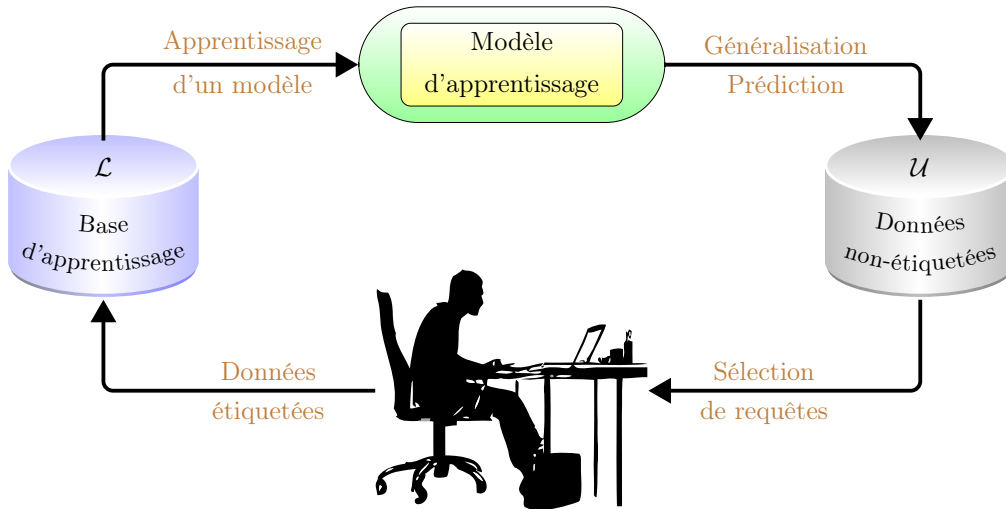 Apprentissage
d'un modèle
Modèle
d'apprentissage
Généralisation
Prédiction
ℒ
Base
d'apprentissage
𝒰
Données
non-étiquetées
Données
étiquetées
Sélection
de requêtes